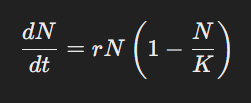 dN/dt = rN(1 − N/K)